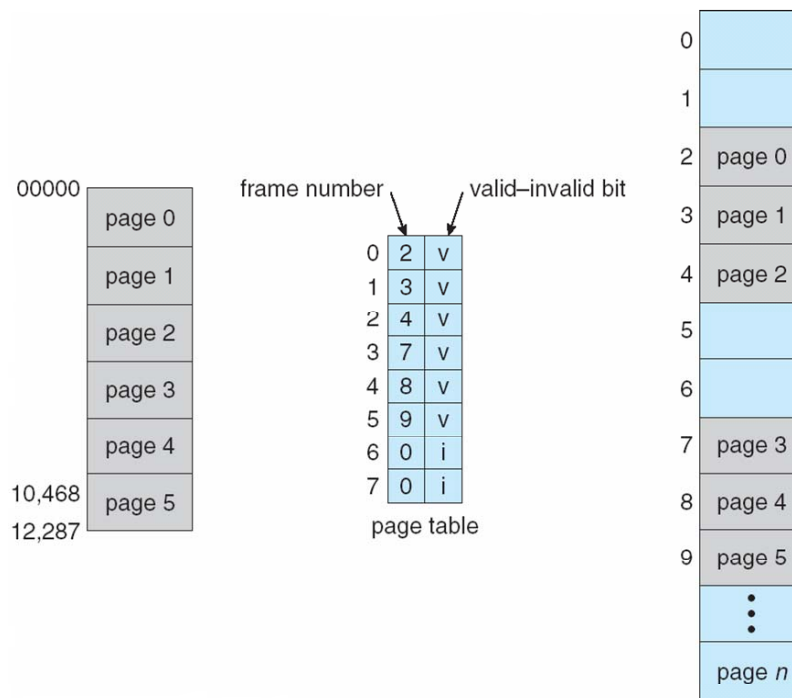 00000
page 0
page 1
page 2
page 3
page 4
10,468
page 5
12,287
frame number
valid–invalid bit
0 2 v
1 3 v
2 4 v
3 7 v
4 8 v
5 9 v
6 0 i
7 0 i
page table
0
1
2 page 0
3 page 1
4 page 2
5
6
7 page 3
8 page 4
9 page 5
page n